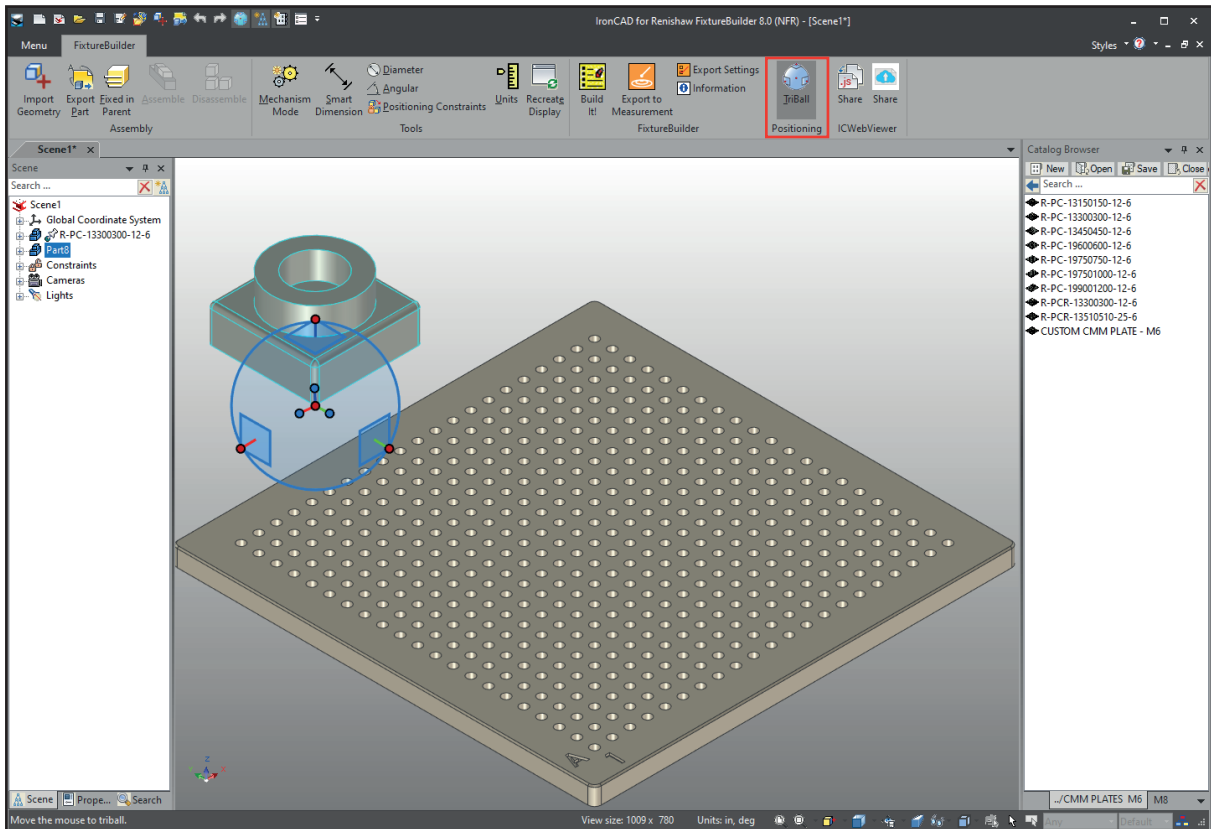 IronCAD for Renishaw FixtureBuilder 8.0 (NFR) - [Scene1*]
Menu FixtureBuilder Styles
Import Geometry
Export Part
Fixed in Parent
Assemble
Disassemble
Assembly
Mechanism Mode
Smart Dimension
Diameter
Angular
Positioning Constraints
Units
Recreate Display
Tools
Build It!
Export to Measurement
Export Settings
Information
FixtureBuilder
TriBall
Positioning
.js
Share
Share
ICWebViewer
Scene1* x
Scene
Search ...
Scene1
Global Coordinate System
R-PC-13300300-12-6
Part8
Constraints
Cameras
Lights
Catalog Browser
New Open Save Close
Search ...
R-PC-13150150-12-6
R-PC-13300300-12-6
R-PC-13450450-12-6
R-PC-19600600-12-6
R-PC-19750750-12-6
R-PC-197501000-12-6
R-PC-199001200-12-6
R-PCR-13300300-12-6
R-PCR-13510510-25-6
CUSTOM CMM PLATE - M6
A 1
Z
Y X
Scene Prope... Search
../CMM PLATES M6 M8
Move the mouse to triball. View size: 1009 x 780 Units: in, deg Any Default